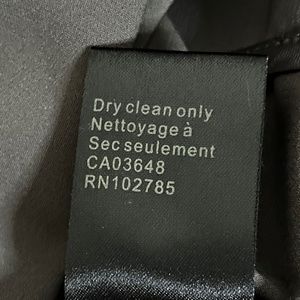 Dry clean only
Nettoyage à
Sec seulement
CA03648
RN102785